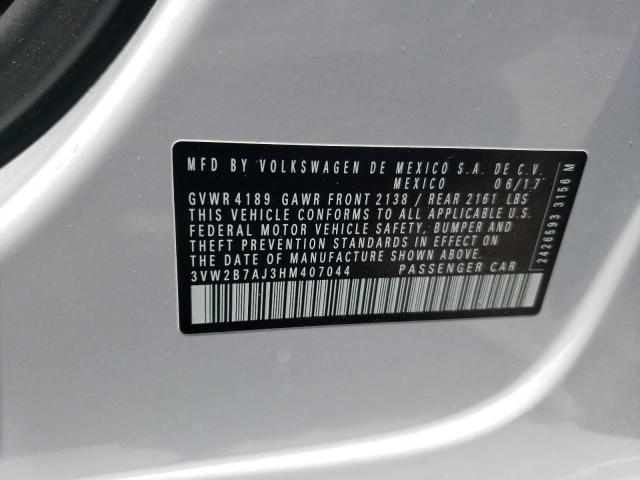 MFD BY VOLKSWAGEN DE MEXICO S.A. DE C.V.
MEXICO 06/17
GVWR 4189 GAWR FRONT 2138 / REAR 2161 LBS
THIS VEHICLE CONFORMS TO ALL APPLICABLE U.S.
FEDERAL MOTOR VEHICLE SAFETY, BUMPER AND
THEFT PREVENTION STANDARDS IN EFFECT ON
THE DATE OF MANUFACTURE SHOWN ABOVE.
3VW2B7AJ3HM407044 PASSENGER CAR
2426593 3156 M